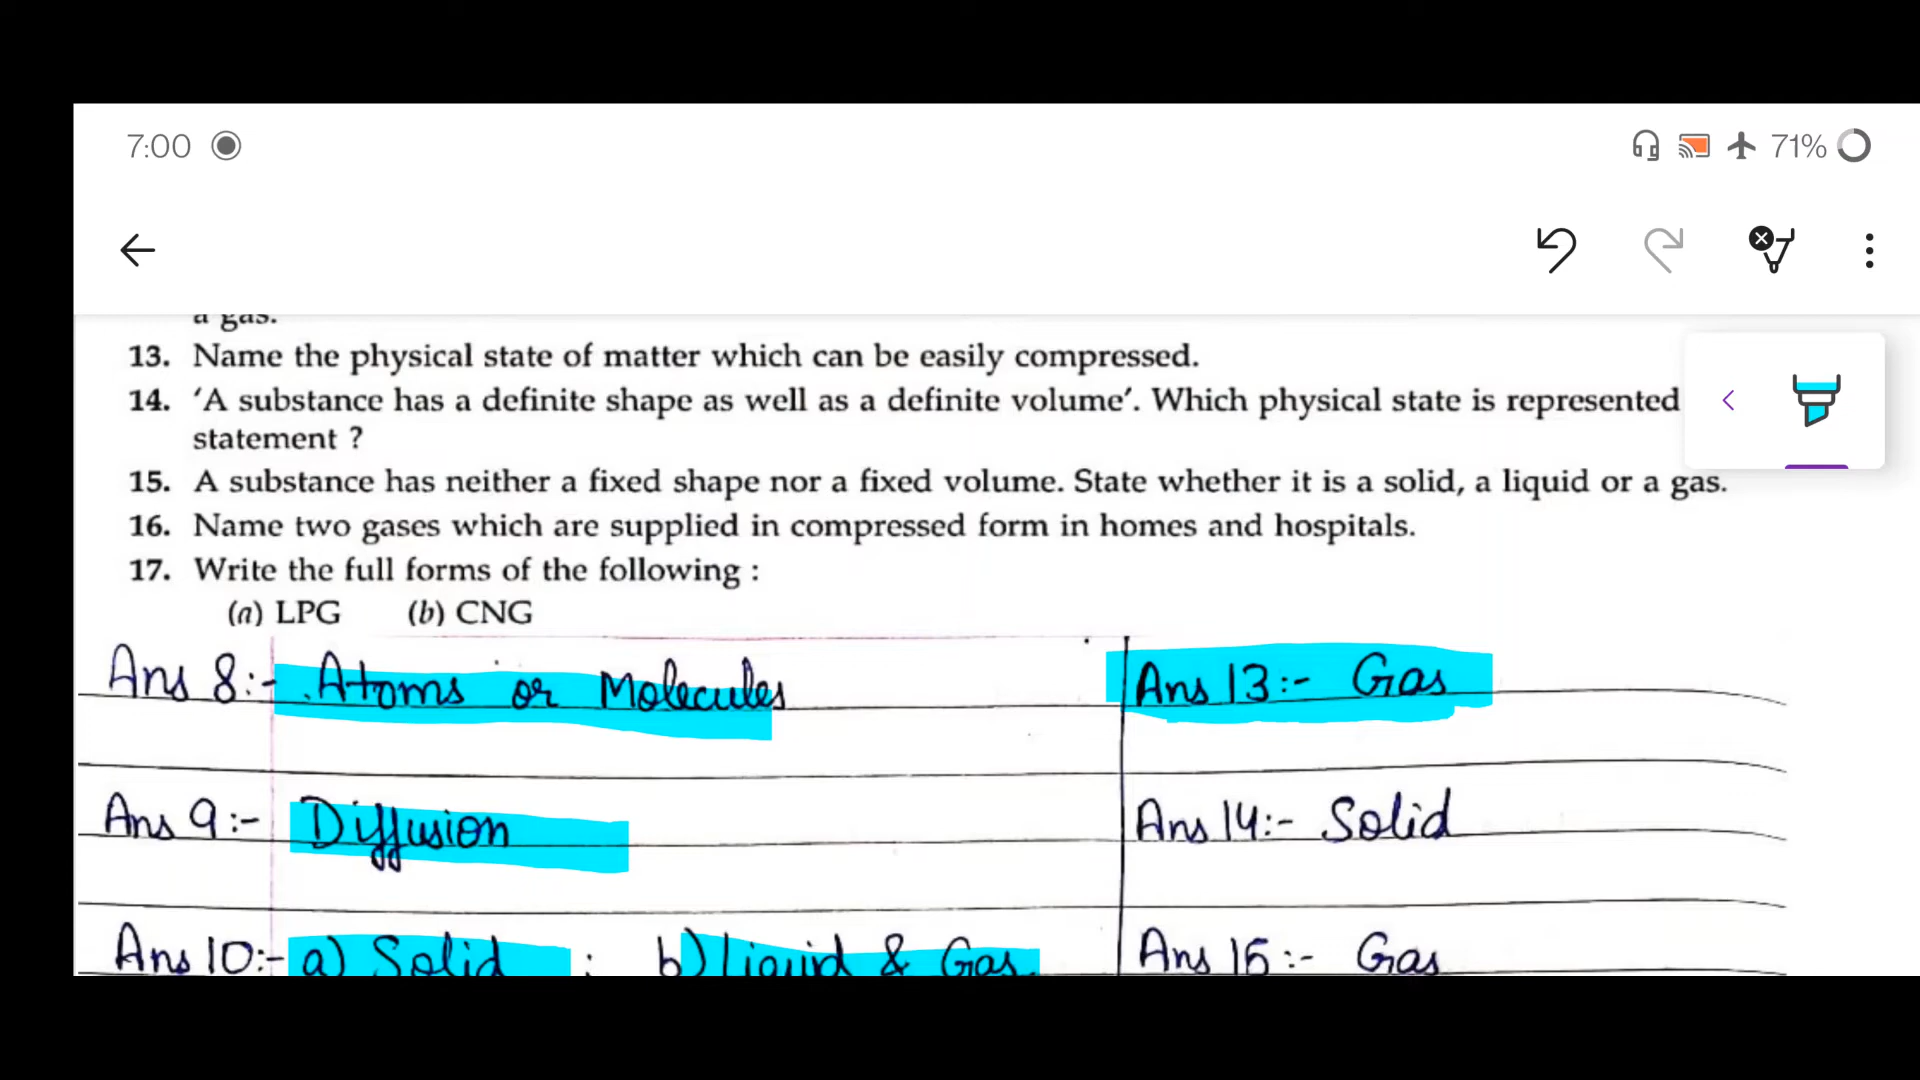 7:00 71%
a gas.
13. Name the physical state of matter which can be easily compressed.
14. 'A substance has a definite shape as well as a definite volume'. Which physical state is represented
statement ?
15. A substance has neither a fixed shape nor a fixed volume. State whether it is a solid, a liquid or a gas.
16. Name two gases which are supplied in compressed form in homes and hospitals.
17. Write the full forms of the following :
(a) LPG (b) CNG
Ans 8:- Atoms or Molecules
Ans 13:- Gas
Ans 9:- Diffusion
Ans 14:- Solid
Ans 10:- a) Solid ; b) liquid & Gas
Ans 15:- Gas